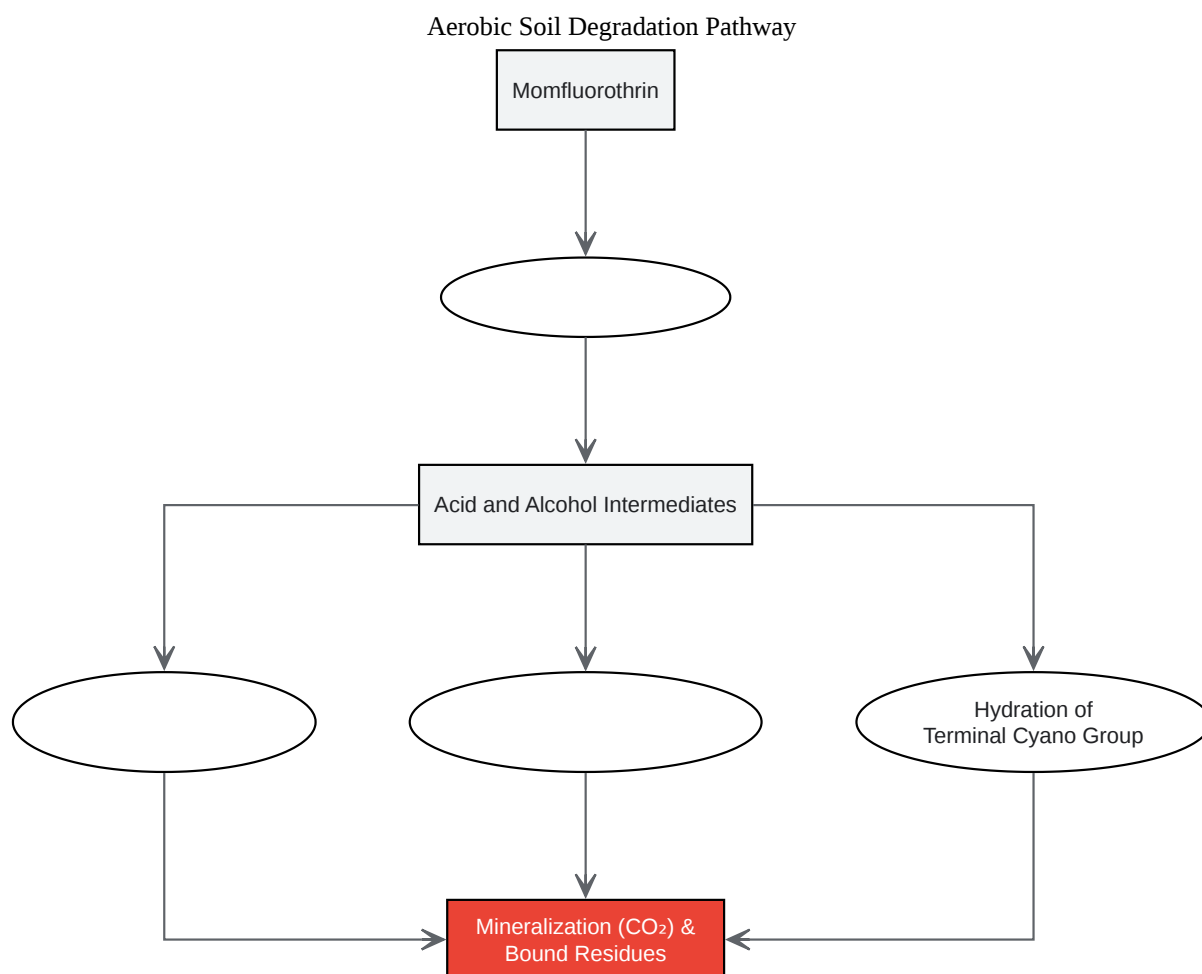 Aerobic Soil Degradation Pathway
Momfluorothrin
Acid and Alcohol Intermediates
Hydration of
Terminal Cyano Group
Mineralization (CO₂) &
Bound Residues